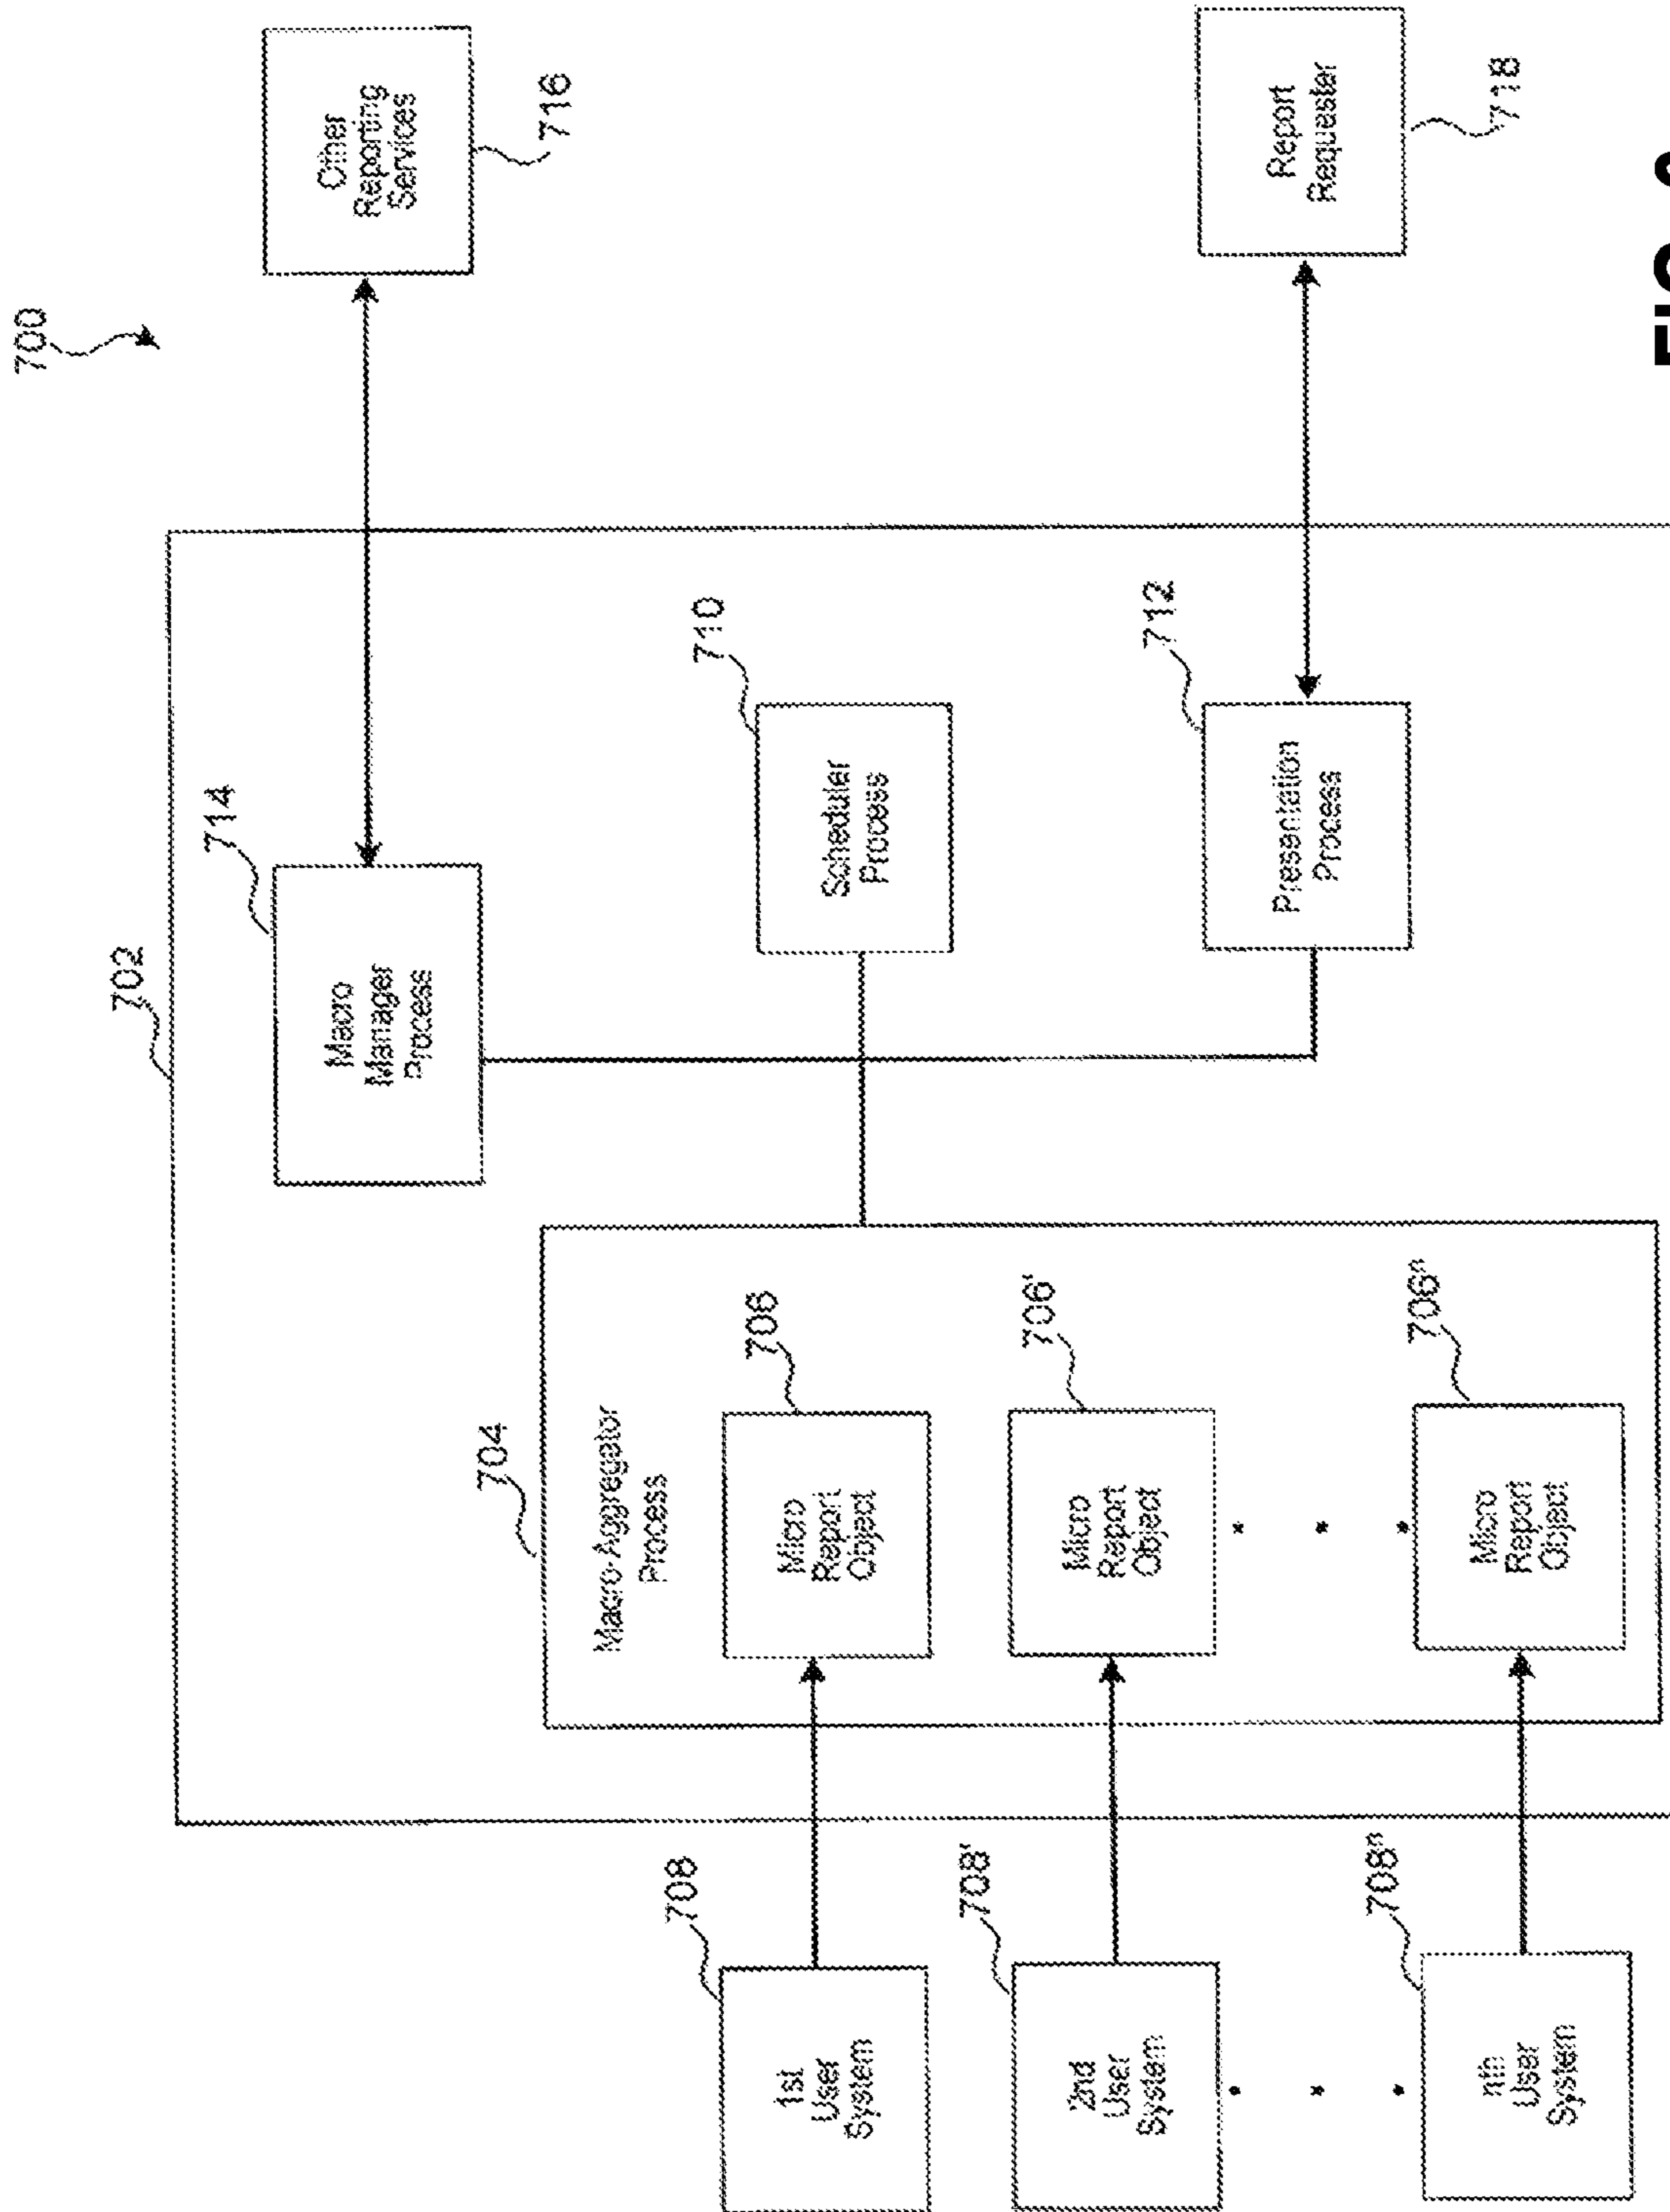 700
702
714
Macro
Manager
Process
Other
Reporting
Services
716
704
Macro-Aggregator
Process
710
Scheduler
Process
708
1st
User
System
706
Micro
Report
Object
708'
2nd
User
System
706'
Micro
Report
Object
712
Presentation
Process
Report
Requester
718
708ⁿ
nth
User
System
706ⁿ
Micro
Report
Object